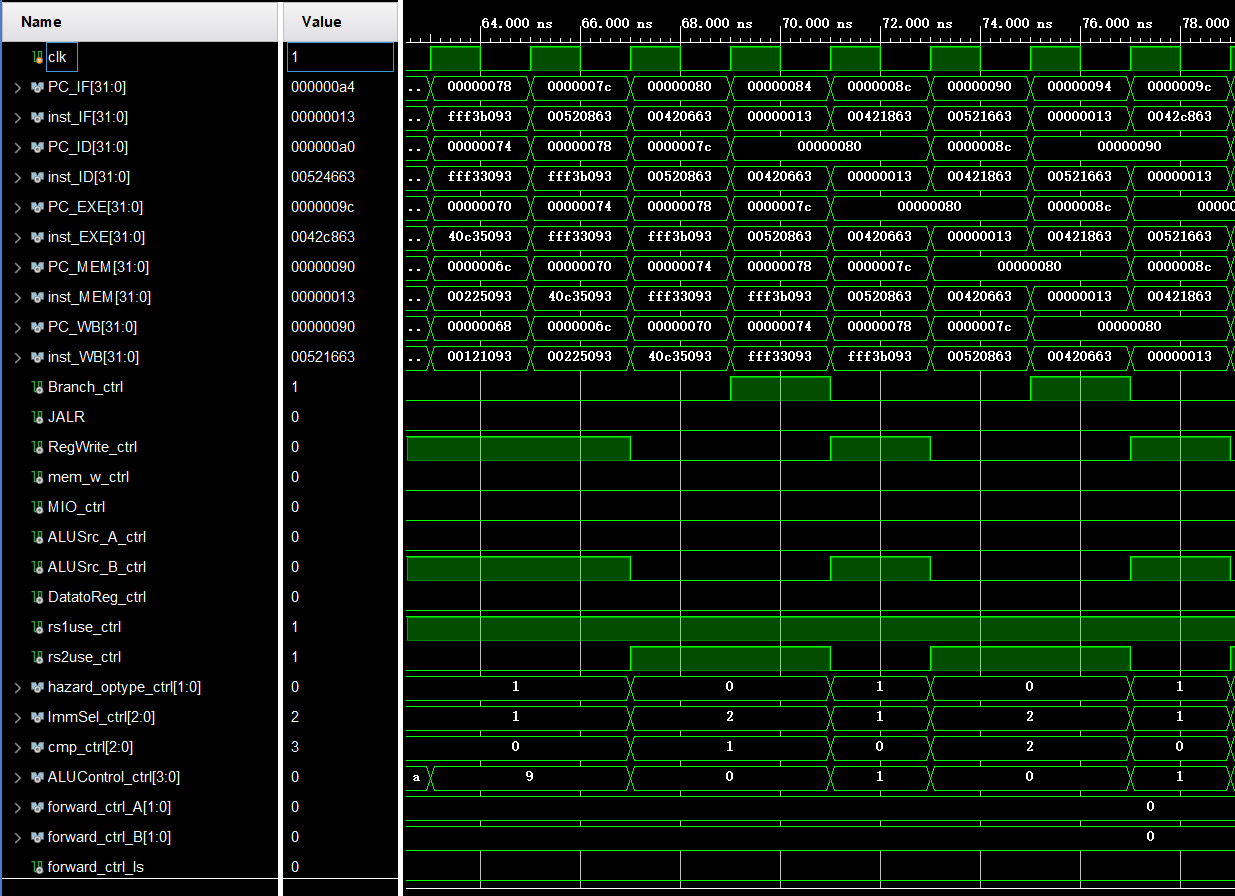 Name Value 64.000 ns 66.000 ns 68.000 ns 70.000 ns 72.000 ns 74.000 ns 76.000 ns 78.000
clk 1
PC_IF[31:0] 000000a4 .. 00000078 0000007c 00000080 00000084 0000008c 00000090 00000094 0000009c
inst_IF[31:0] 00000013 .. fff3b093 00520863 00420663 00000013 00421863 00521663 00000013 0042c863
PC_ID[31:0] 000000a0 .. 00000074 00000078 0000007c 00000080 0000008c 00000090
inst_ID[31:0] 00524663 .. fff33093 fff3b093 00520863 00420663 00000013 00421863 00521663 00000013
PC_EXE[31:0] 0000009c .. 00000070 00000074 00000078 0000007c 00000080 0000008c 0000
inst_EXE[31:0] 0042c863 .. 40c35093 fff33093 fff3b093 00520863 00420663 00000013 00421863 00521663
PC_MEM[31:0] 00000090 .. 0000006c 00000070 00000074 00000078 0000007c 00000080 0000008c
inst_MEM[31:0] 00000013 .. 00225093 40c35093 fff33093 fff3b093 00520863 00420663 00000013 00421863
PC_WB[31:0] 00000090 .. 00000068 0000006c 00000070 00000074 00000078 0000007c 00000080
inst_WB[31:0] 00521663 .. 00121093 00225093 40c35093 fff33093 fff3b093 00520863 00420663 00000013
Branch_ctrl 1
JALR 0
RegWrite_ctrl 0
mem_w_ctrl 0
MIO_ctrl 0
ALUSrc_A_ctrl 0
ALUSrc_B_ctrl 0
DatatoReg_ctrl 0
rs1use_ctrl 1
rs2use_ctrl 1
hazard_optype_ctrl[1:0] 0 1 0 1 0 1
ImmSel_ctrl[2:0] 2 1 2 1 2 1
cmp_ctrl[2:0] 3 0 1 0 2 0
ALUControl_ctrl[3:0] 0 a 9 0 1 0 1
forward_ctrl_A[1:0] 0 0
forward_ctrl_B[1:0] 0 0
forward_ctrl_ls 0